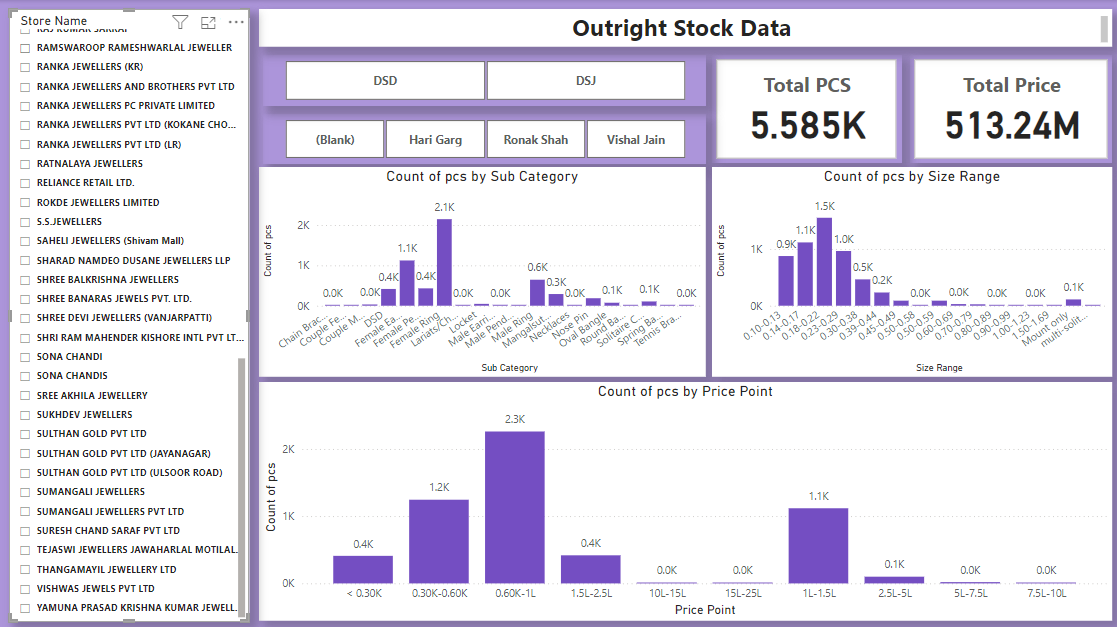 Store Name
RAJ KUMAR SARRAF
RAMSWAROOP RAMESHWARLAL JEWELLER
RANKA JEWELLERS (KR)
RANKA JEWELLERS AND BROTHERS PVT LTD
RANKA JEWELLERS PC PRIVATE LIMITED
RANKA JEWELLERS PVT LTD (KOKANE CHO...
RANKA JEWELLERS PVT LTD (LR)
RATNALAYA JEWELLERS
RELIANCE RETAIL LTD.
ROKDE JEWELLERS LIMITED
S.S.JEWELLERS
SAHELI JEWELLERS (Shivam Mall)
SHARAD NAMDEO DUSANE JEWELLERS LLP
SHREE BALKRISHNA JEWELLERS
SHREE BANARAS JEWELS PVT. LTD.
SHREE DEVI JEWELLERS (VANJARPATTI)
SHRI RAM MAHENDER KISHORE INTL PVT LT...
SONA CHANDI
SONA CHANDIS
SREE AKHILA JEWELLERY
SUKHDEV JEWELLERS
SULTHAN GOLD PVT LTD
SULTHAN GOLD PVT LTD (JAYANAGAR)
SULTHAN GOLD PVT LTD (ULSOOR ROAD)
SUMANGALI JEWELLERS
SUMANGALI JEWELLERS PVT LTD
SURESH CHAND SARAF PVT LTD
TEJASWI JEWELLERS JAWAHARLAL MOTILAL.
THANGAMAYIL JEWELLERY LTD
VISHWAS JEWELS PVT LTD
YAMUNA PRASAD KRISHNA KUMAR JEWELL..
Outright Stock Data
DSD DSJ
(Blank) Hari Garg Ronak Shah Vishal Jain
Total PCS
5.585K
Total Price
513.24M
Count of pcs by Sub Category
Count of pcs
2K
1K
0K
0.0K 0.0K 0.4K 1.1K 0.4K 2.1K 0.0K 0.0K 0.6K 0.3K 0.0K 0.1K 0.1K 0.0K
Chain Brac...
Couple Fe...
Couple M...
DSD
Female Ea...
Female Pe...
Female Ring
Lariats/Ch...
Locket
Male Earri...
Male Pend...
Male Ring
Mangalsut...
Necklaces
Nose Pin
Oval Bangle
Round Ba...
Solitaire C...
Spring Ba...
Tennis Bra...
Sub Category
Count of pcs by Size Range
Count of pcs
1K
0K
0.9K 1.1K 1.5K 1.0K 0.5K 0.2K 0.0K 0.0K 0.0K 0.0K 0.1K
0.10-0.13
0.14-0.17
0.18-0.22
0.23-0.29
0.30-0.38
0.39-0.44
0.45-0.49
0.50-0.58
0.50-0.59
0.60-0.69
0.70-0.79
0.80-0.89
0.90-0.99
1.00-1.23
1.50-1.69
Mount only
multi-solit...
Size Range
Count of pcs by Price Point
Count of pcs
2K
1K
0K
0.4K 1.2K 2.3K 0.4K 0.0K 0.0K 1.1K 0.1K 0.0K 0.0K
< 0.30K 0.30K-0.60K 0.60K-1L 1.5L-2.5L 10L-15L 15L-25L 1L-1.5L 2.5L-5L 5L-7.5L 7.5L-10L
Price Point